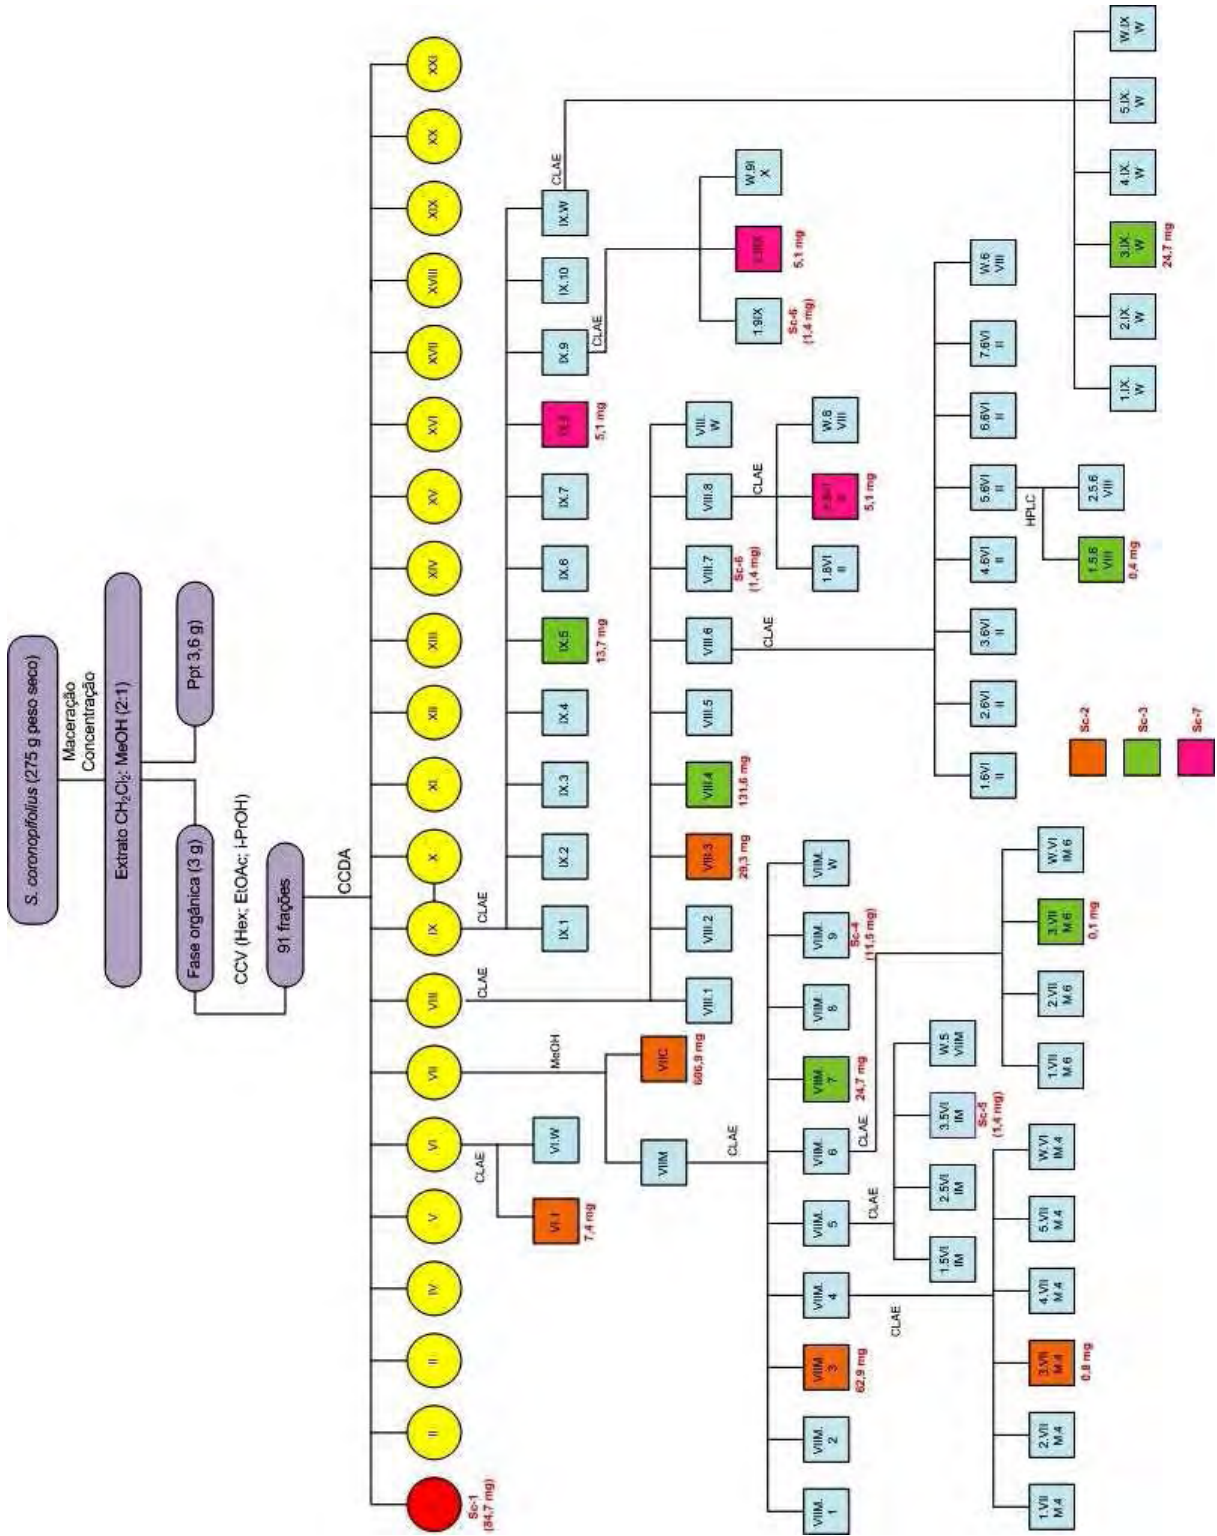 S. coronopifolius (275 g peso seco)
Maceração
Concentração
Extrato CH₂Cl₂: MeOH (2:1)
Fase orgânica (3 g)
Ppt 3,6 g)
CCV (Hex; EtOAc; i-PrOH)
91 frações
CCDA
II
II
IV
V
VI
VII
VIII
IX
X
XI
XII
XIII
XIV
XV
XVI
XVII
XVIII
XIX
XX
XXI
Sc-1
(84,7 mg)
CLAE
MeOH
CLAE
CLAE
VI.1
VI.W
7,4 mg
VIIM
VIIC
606,9 mg
IX.1
IX.2
IX.3
IX.4
IX.5
IX.6
IX.7
IX.9
IX.10
IX.W
13,7 mg
5,1 mg
CLAE
CLAE
VIII.1
VIII.2
VIII.3
VIII.4
VIII.5
VIII.6
VIII.7
VIII.8
VIII.
W
29,3 mg
131,6 mg
Sc-6
(1,4 mg)
1.9IX
W.9I
X
Sc-6
(1,4 mg)
5,1 mg
CLAE
CLAE
CLAE
VIIM.
1
VIIM.
2
VIIM.
3
VIIM.
4
VIIM.
5
VIIM.
6
VIIM.
7
VIIM.
8
VIIM.
9
VIIM.
W
62,9 mg
24,7 mg
Sc-4
(11,5 mg)
1.8VI
II
W.8
VIII
5,1 mg
CLAE
CLAE
CLAE
1.5VI
IM
2.5VI
IM
3.5VI
IM
W.5
VIIM
Sc-5
(1,4 mg)
1.6VI
II
2.6VI
II
3.6VI
II
4.6VI
II
5.6VI
II
6.6VI
II
7.6VI
II
W.6
VIII
HPLC
1.VII
M.4
2.VII
M.4
3.VII
M.4
4.VII
M.4
5.VII
M.4
W.VI
IM.4
0,8 mg
1.VII
M.6
2.VII
M.6
3.VII
M.6
W.VI
IM.6
0,1 mg
1.5.6
VIII
2.5.6
VIII
0,4 mg
1.IX.
W
2.IX.
W
3.IX.
W
4.IX.
W
5.IX.
W
W.IX
W
24,7 mg
Sc-2
Sc-3
Sc-7